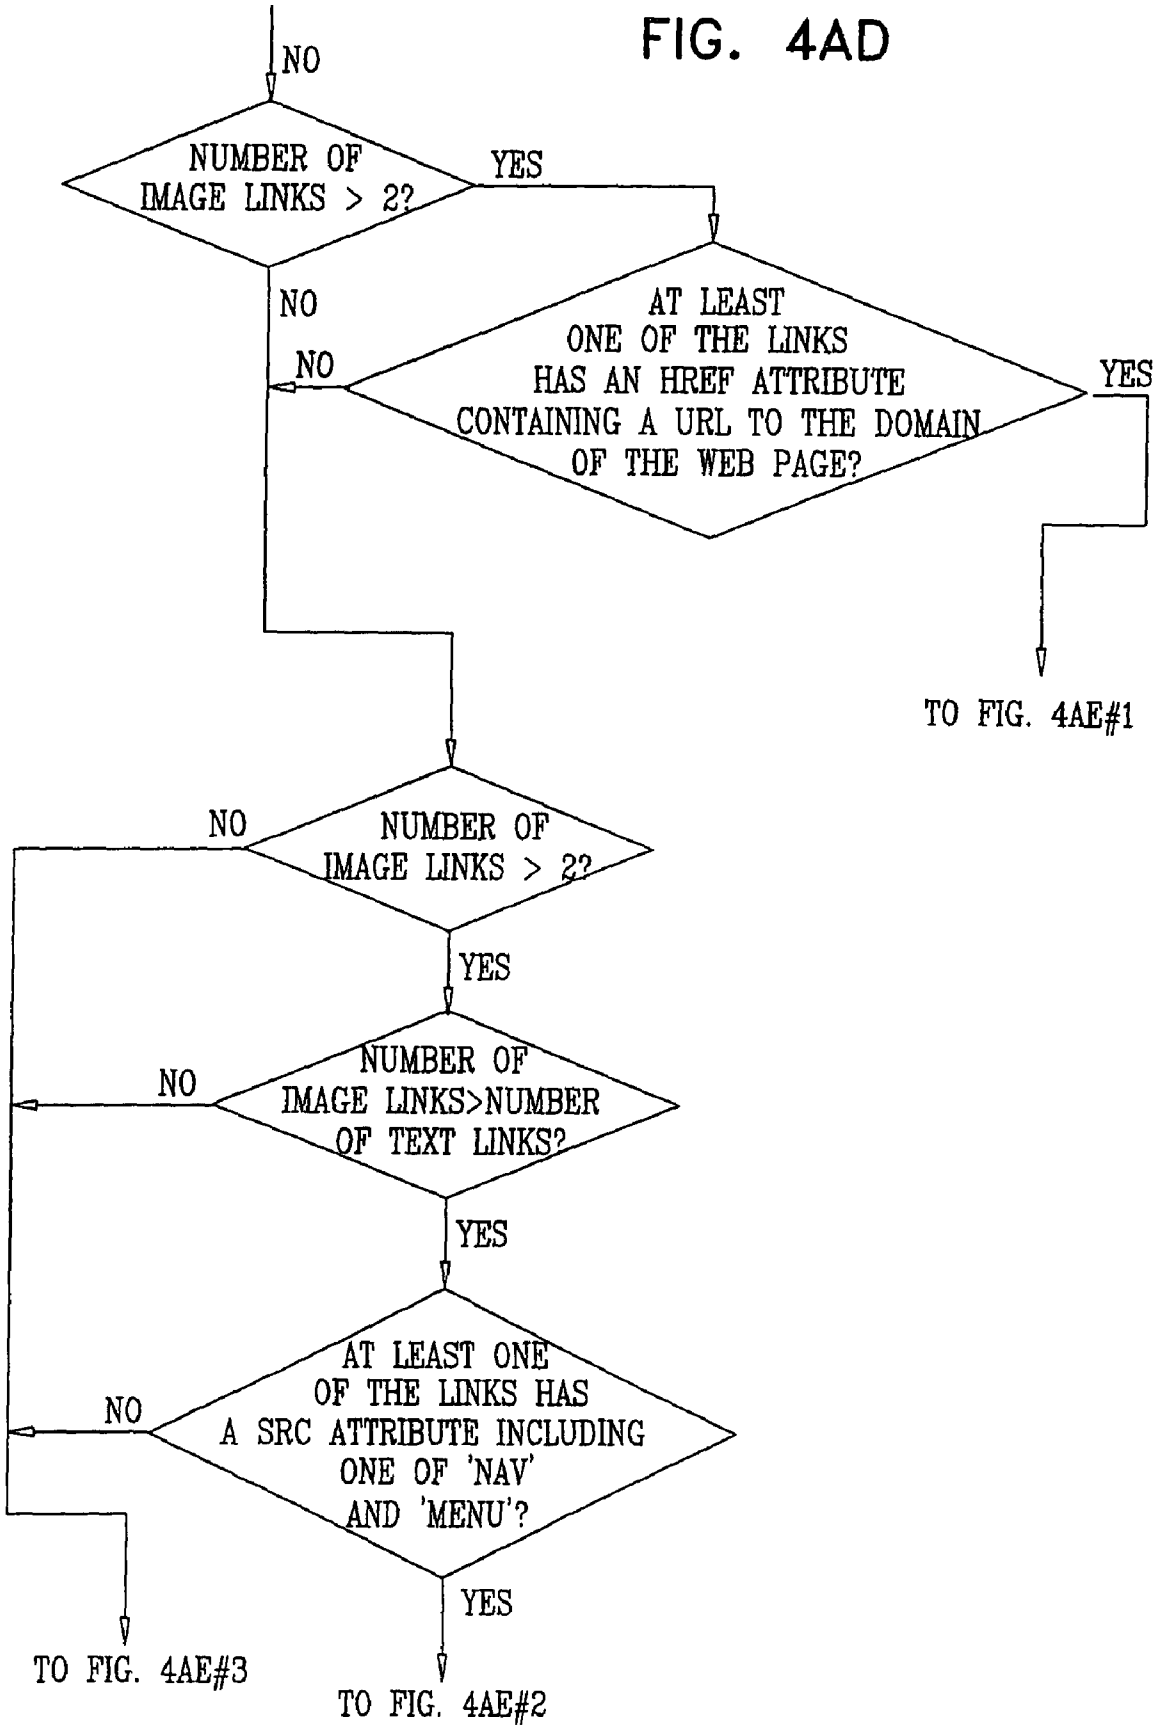 FIG. 4AD
NO
NUMBER OF
IMAGE LINKS > 2?
YES
NO
AT LEAST
ONE OF THE LINKS
HAS AN HREF ATTRIBUTE
CONTAINING A URL TO THE DOMAIN
OF THE WEB PAGE?
NO
YES
TO FIG. 4AE#1
NUMBER OF
IMAGE LINKS > 2?
NO
YES
NUMBER OF
IMAGE LINKS>NUMBER
OF TEXT LINKS?
NO
YES
AT LEAST ONE
OF THE LINKS HAS
A SRC ATTRIBUTE INCLUDING
ONE OF 'NAV'
AND 'MENU'?
NO
YES
TO FIG. 4AE#3
TO FIG. 4AE#2